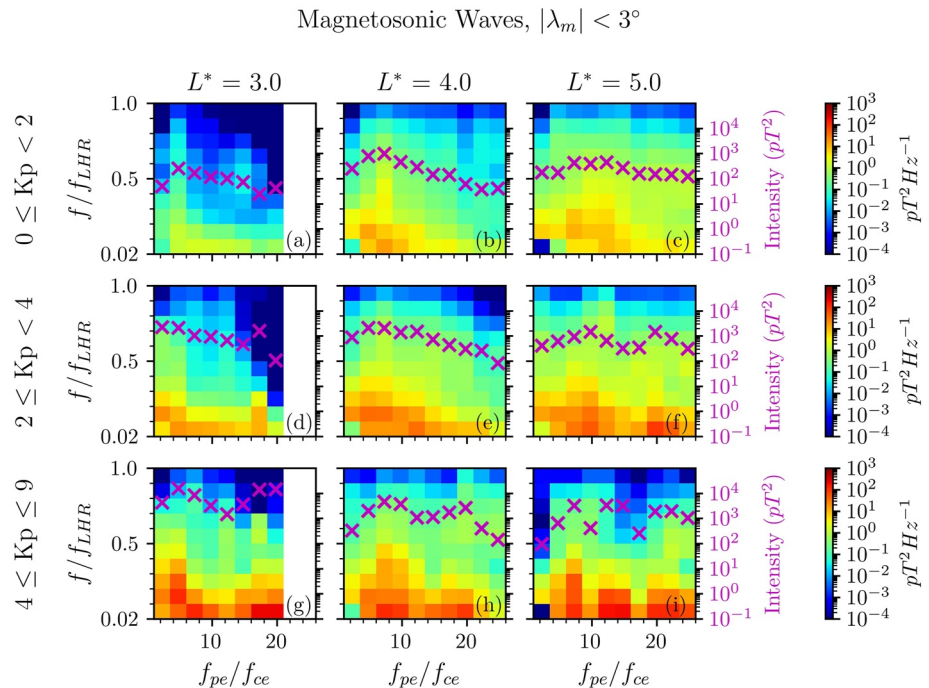 Magnetosonic Waves, |λ_m| < 3°
L* = 3.0
L* = 4.0
L* = 5.0
0 ≤ Kp < 2
f/f_LHR
1.0
0.5
0.02
(a)
(b)
(c)
10^4
10^3
10^2
10^1
10^0
10^−1
Intensity (pT^2)
10^3
10^2
10^1
10^0
10^−1
10^−2
10^−3
10^−4
pT^2Hz^−1
2 ≤ Kp < 4
f/f_LHR
1.0
0.5
0.02
(d)
(e)
(f)
10^4
10^3
10^2
10^1
10^0
10^−1
Intensity (pT^2)
10^3
10^2
10^1
10^0
10^−1
10^−2
10^−3
10^−4
pT^2Hz^−1
4 ≤ Kp ≤ 9
f/f_LHR
1.0
0.5
0.02
(g)
(h)
(i)
10^4
10^3
10^2
10^1
10^0
10^−1
Intensity (pT^2)
10^3
10^2
10^1
10^0
10^−1
10^−2
10^−3
10^−4
pT^2Hz^−1
10 20
10 20
10 20
f_pe/f_ce
f_pe/f_ce
f_pe/f_ce